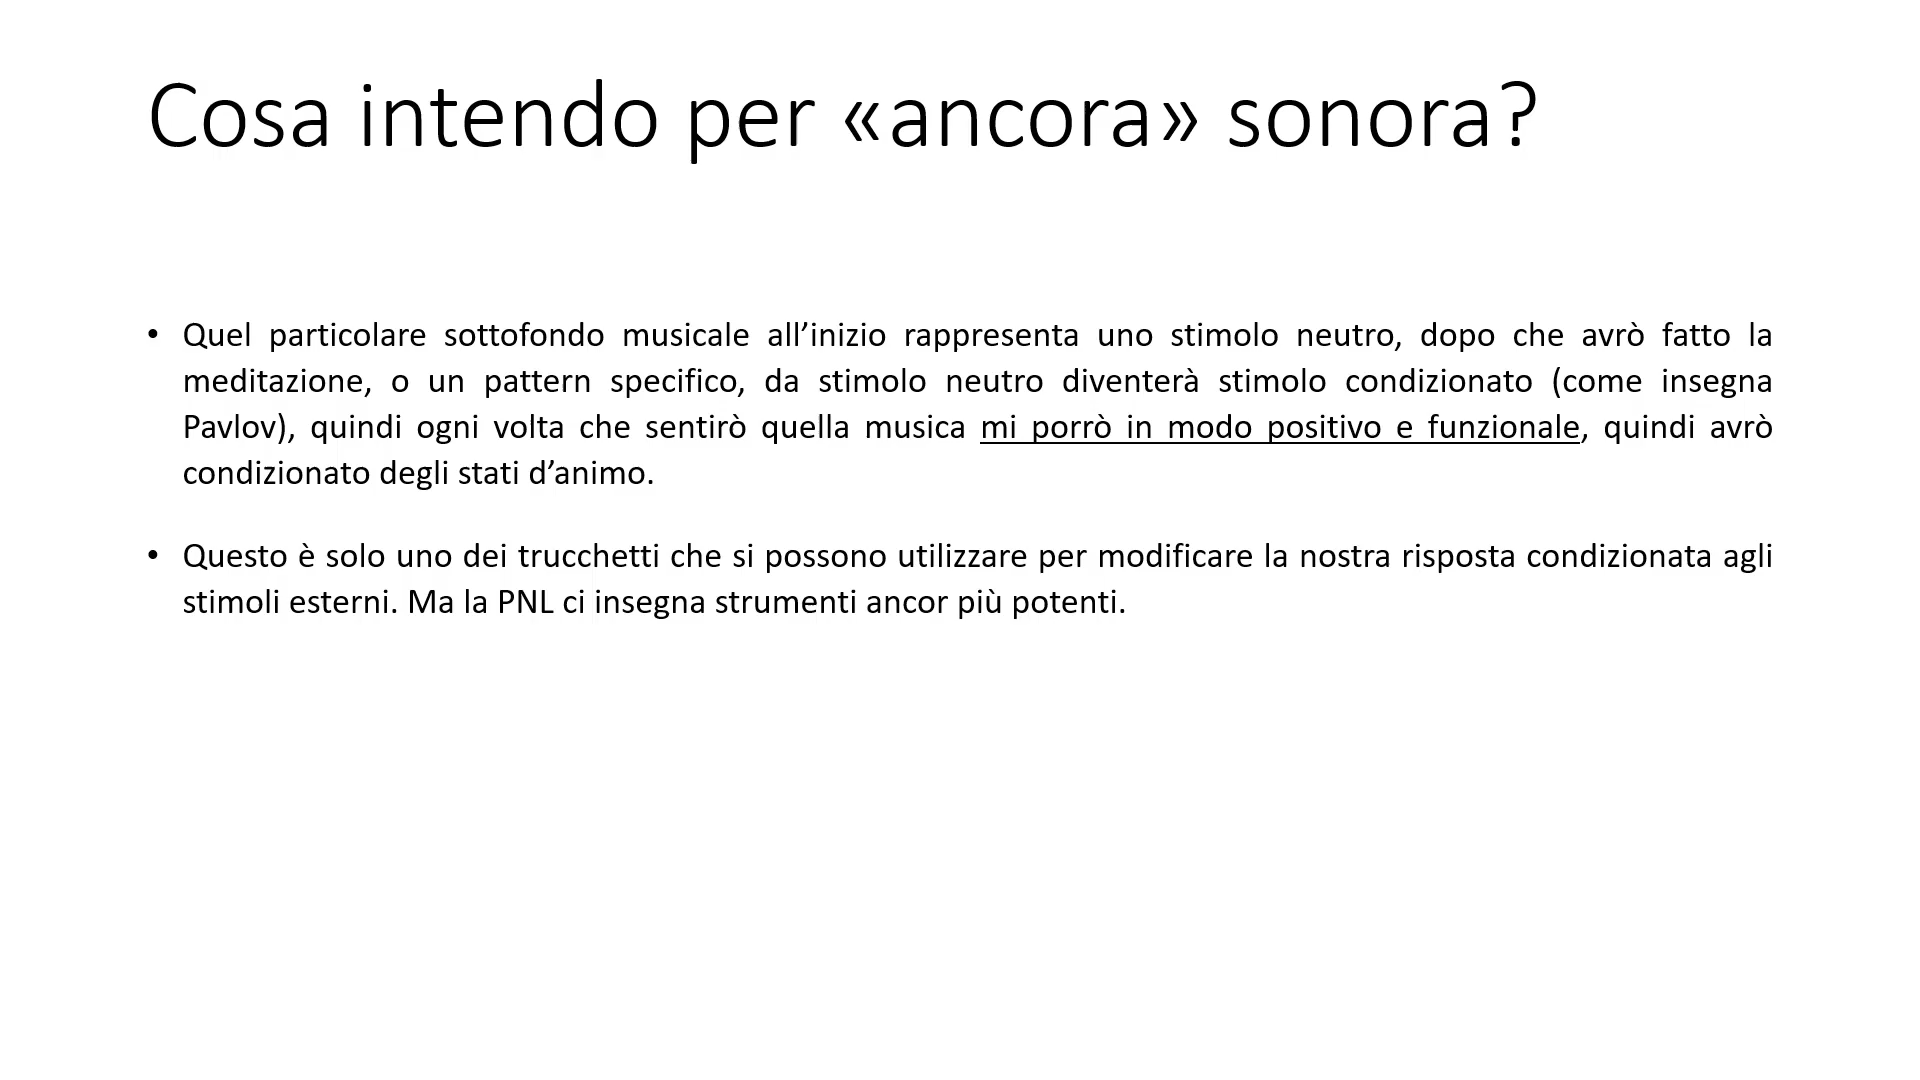 Cosa intendo per «ancora» sonora?
• Quel particolare sottofondo musicale all’inizio rappresenta uno stimolo neutro, dopo che avrò fatto la
meditazione, o un pattern specifico, da stimolo neutro diventerà stimolo condizionato (come insegna
Pavlov), quindi ogni volta che sentirò quella musica mi porrò in modo positivo e funzionale, quindi avrò
condizionato degli stati d’animo.
• Questo è solo uno dei trucchetti che si possono utilizzare per modificare la nostra risposta condizionata agli
stimoli esterni. Ma la PNL ci insegna strumenti ancor più potenti.